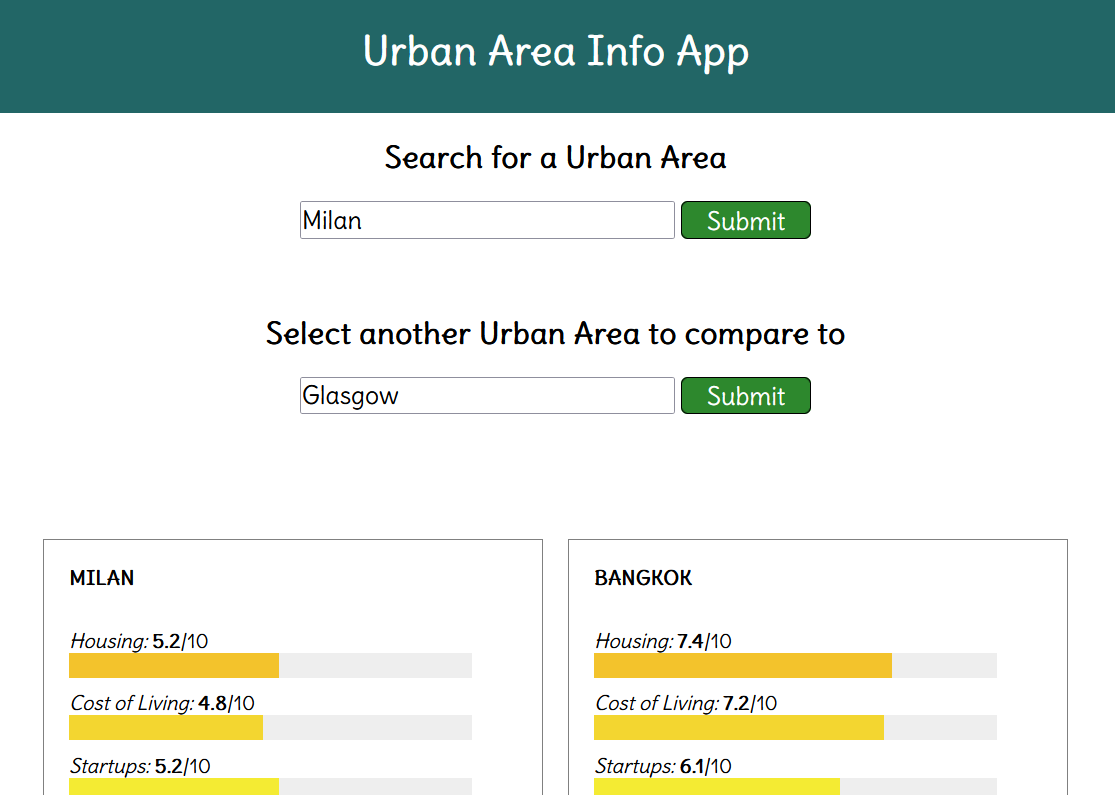 Urban Area Info App
Search for a Urban Area
Milan Submit
Select another Urban Area to compare to
Glasgow Submit
MILAN
Housing: 5.2/10
Cost of Living: 4.8/10
Startups: 5.2/10
BANGKOK
Housing: 7.4/10
Cost of Living: 7.2/10
Startups: 6.1/10